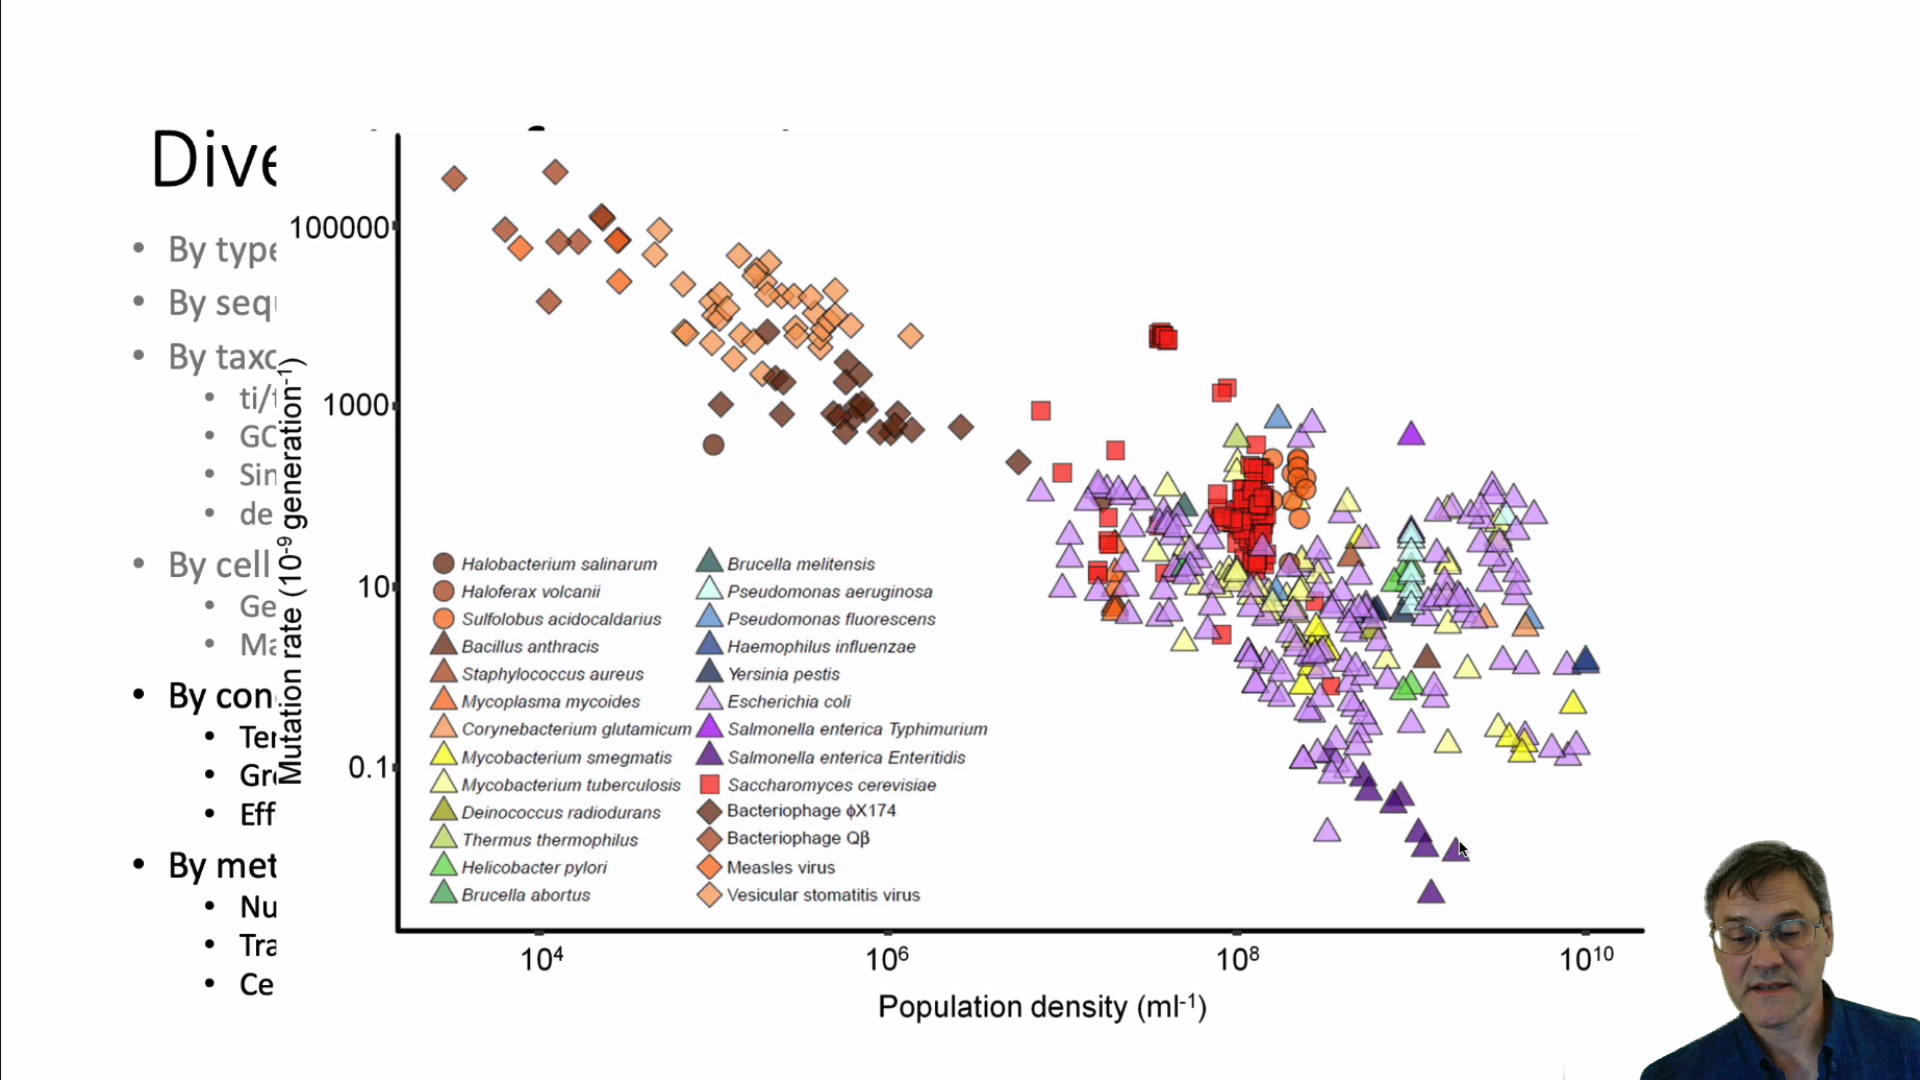 Dive
• By type
• By sequ
• By taxo
• ti/t
• GC
• Sin
• de
• By cell
• Ge
• Ma
• By con
• Ter
• Gro
• Eff
• By met
• Nu
• Tra
• Ce
Mutation rate (10⁻⁹ generation⁻¹)
100000
1000
10
0.1
Halobacterium salinarum
Haloferax volcanii
Sulfolobus acidocaldarius
Bacillus anthracis
Staphylococcus aureus
Mycoplasma mycoides
Corynebacterium glutamicum
Mycobacterium smegmatis
Mycobacterium tuberculosis
Deinococcus radiodurans
Thermus thermophilus
Helicobacter pylori
Brucella abortus
Brucella melitensis
Pseudomonas aeruginosa
Pseudomonas fluorescens
Haemophilus influenzae
Yersinia pestis
Escherichia coli
Salmonella enterica Typhimurium
Salmonella enterica Enteritidis
Saccharomyces cerevisiae
Bacteriophage ϕX174
Bacteriophage Qβ
Measles virus
Vesicular stomatitis virus
10⁴
10⁶
10⁸
10¹⁰
Population density (ml⁻¹)